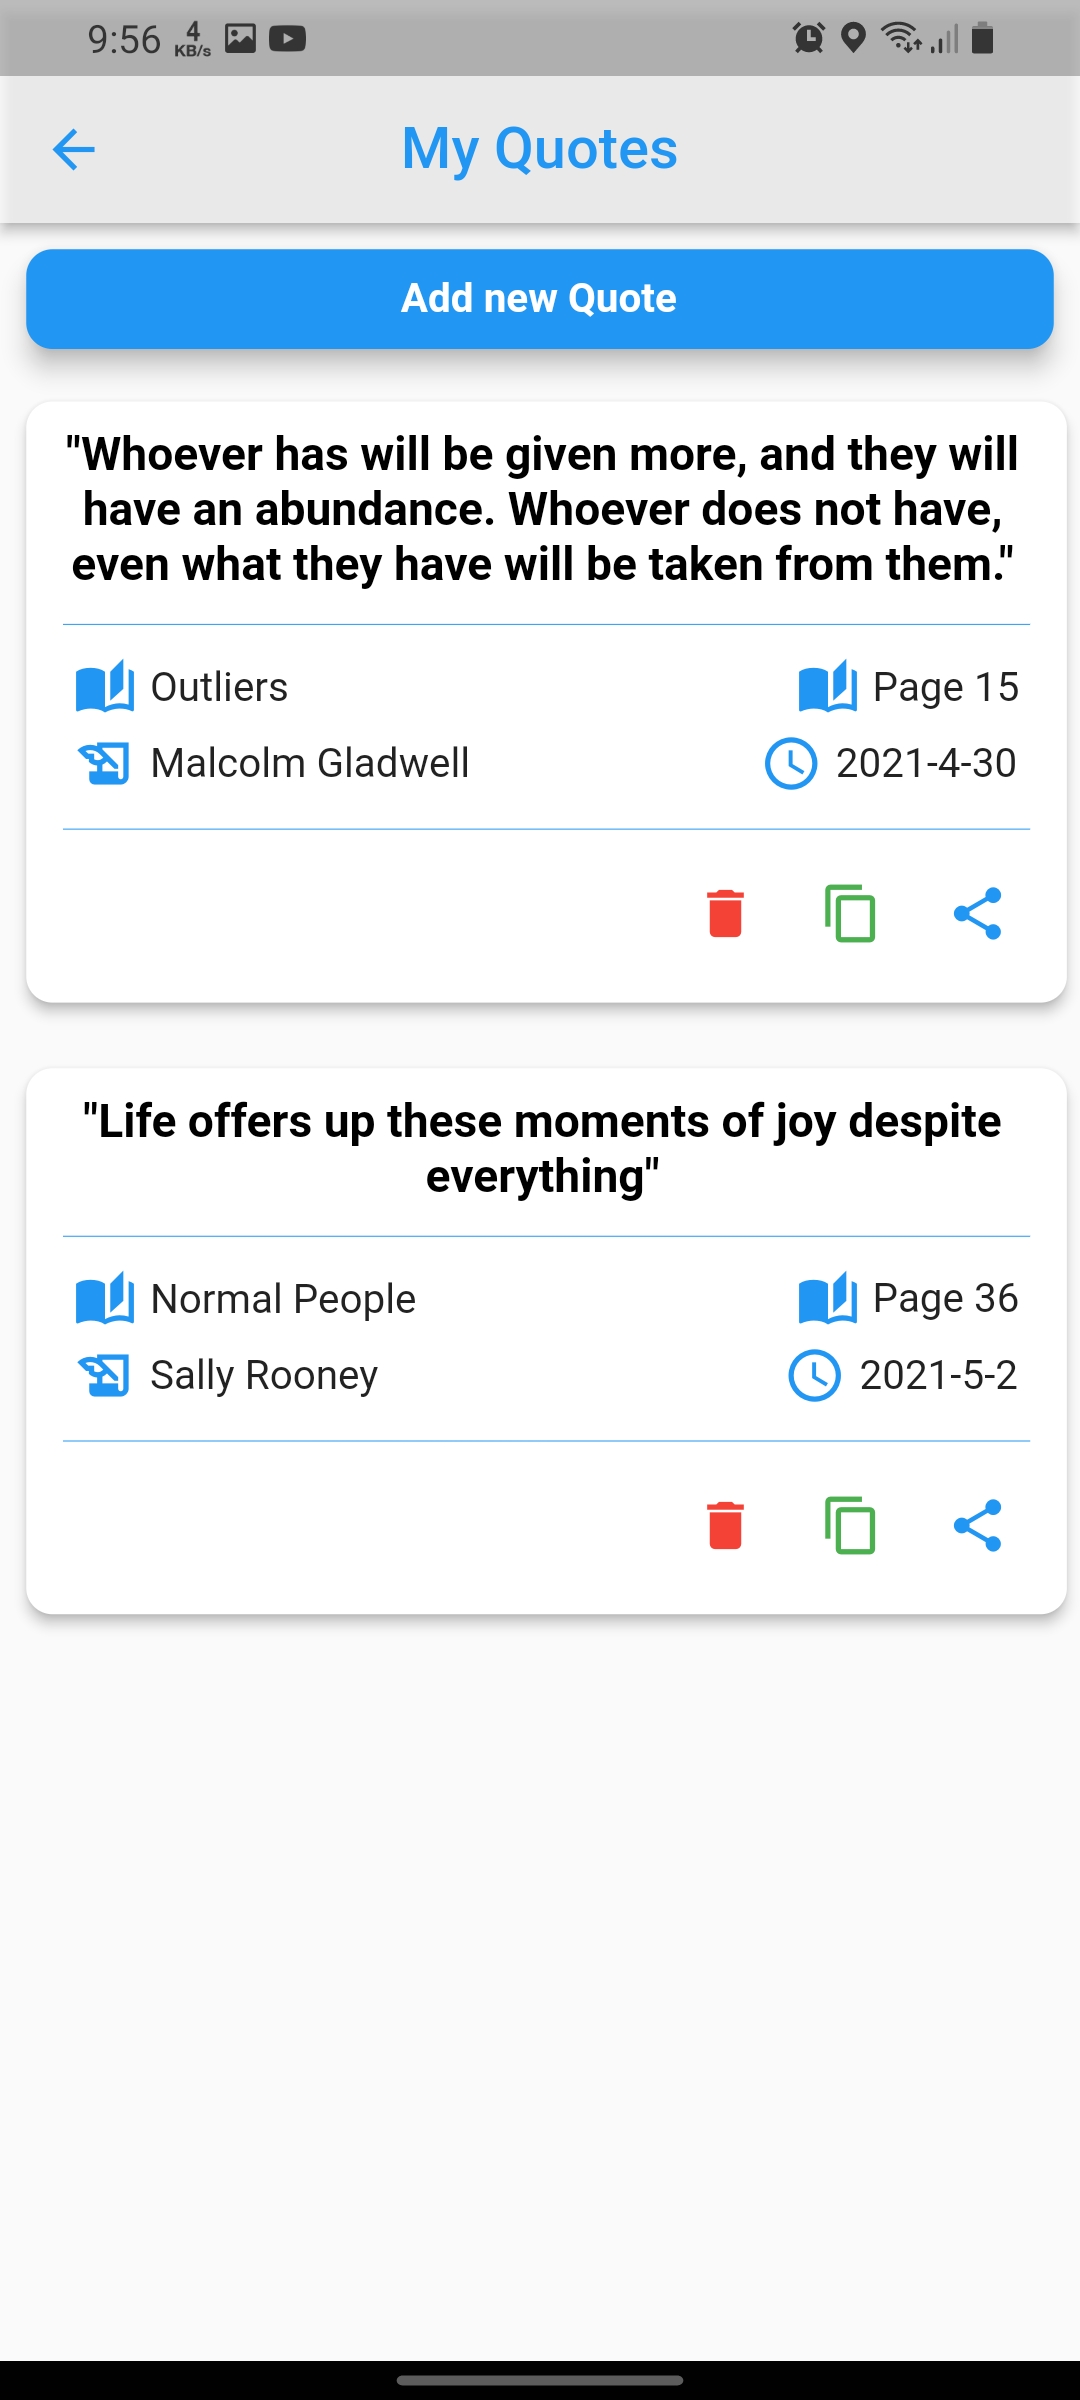 9:56 4 KB/s
My Quotes
Add new Quote
"Whoever has will be given more, and they will
have an abundance. Whoever does not have,
even what they have will be taken from them."
Outliers Page 15
Malcolm Gladwell 2021-4-30
"Life offers up these moments of joy despite
everything"
Normal People Page 36
Sally Rooney 2021-5-2